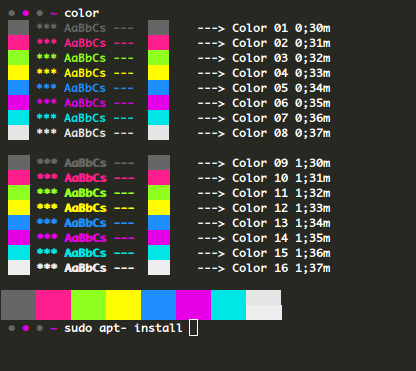 • • • ~ color
*** AaBbCs --- ---> Color 01 0;30m
*** AaBbCs --- ---> Color 02 0;31m
*** AaBbCs --- ---> Color 03 0;32m
*** AaBbCs --- ---> Color 04 0;33m
*** AaBbCs --- ---> Color 05 0;34m
*** AaBbCs --- ---> Color 06 0;35m
*** AaBbCs --- ---> Color 07 0;36m
*** AaBbCs --- ---> Color 08 0;37m
*** AaBbCs --- ---> Color 09 1;30m
*** AaBbCs --- ---> Color 10 1;31m
*** AaBbCs --- ---> Color 11 1;32m
*** AaBbCs --- ---> Color 12 1;33m
*** AaBbCs --- ---> Color 13 1;34m
*** AaBbCs --- ---> Color 14 1;35m
*** AaBbCs --- ---> Color 15 1;36m
*** AaBbCs --- ---> Color 16 1;37m
• • • ~ sudo apt- install